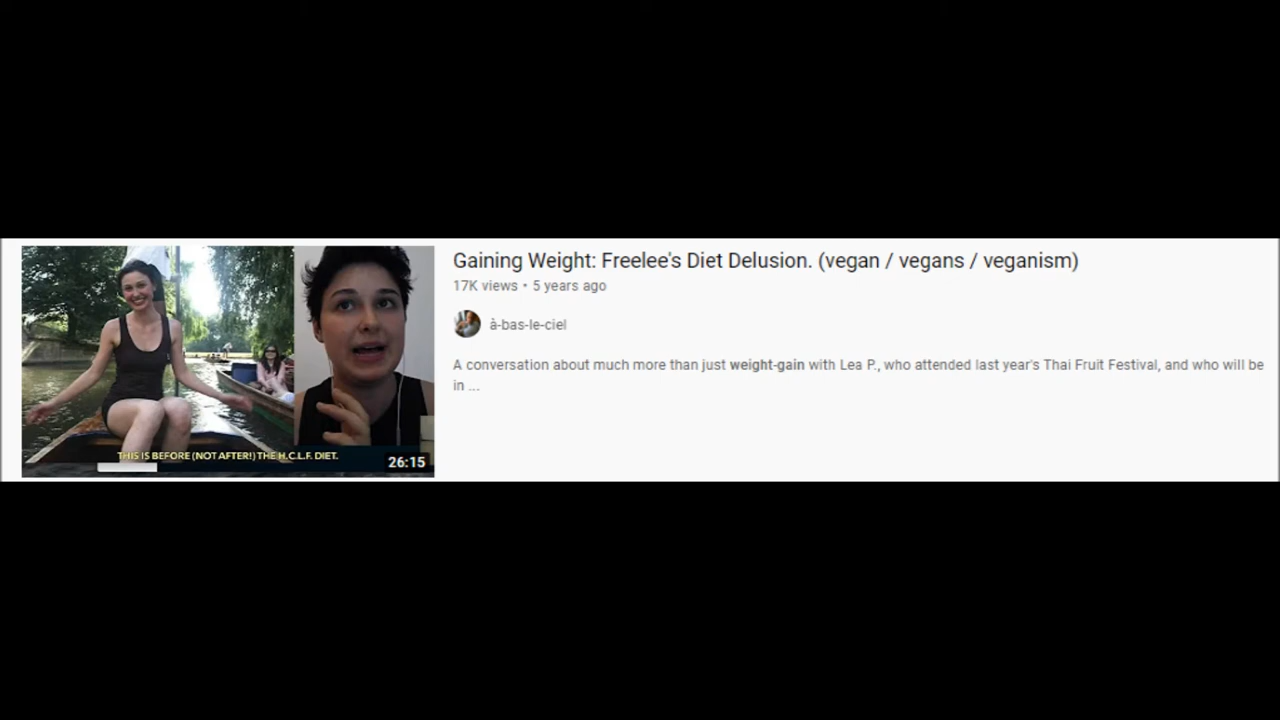 Gaining Weight: Freelee's Diet Delusion. (vegan / vegans / veganism)
17K views • 5 years ago
à-bas-le-ciel
A conversation about much more than just weight-gain with Lea P., who attended last year's Thai Fruit Festival, and who will be
in ...
THIS IS BEFORE (NOT AFTER!) THE H.C.L.F. DIET.
26:15